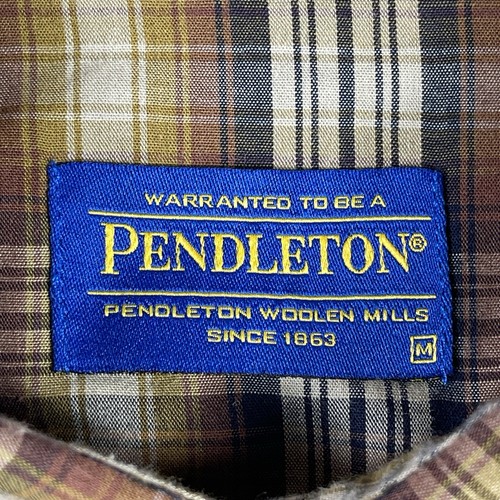 WARRANTED TO BE A
PENDLETON®
PENDLETON WOOLEN MILLS
SINCE 1863
M